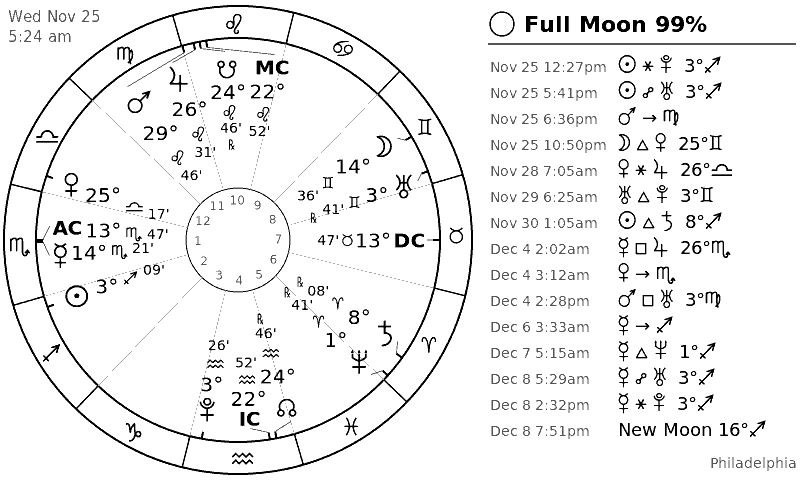 Wed Nov 25
5:24 am
♌
♍
♋
♎
♊
♏
♉
♐
♈
♑
♒
♓
♂ 29° ♌ 46'
♃ 26° ♌ 31'
☋ 24° ♌ 46' ℞
MC 22° ♌ 52'
☽ 14° ♊ 36'
♅ 3° ♊ 41' ℞
♀ 25° ♎ 17'
AC 13° ♏ 47'
☿ 14° ♏ 21'
☉ 3° ♐ 09'
47' ♉ 13° DC
♄ 8° ♈ 08' ℞
♆ 1° ♈ 41' ℞
♇ 3° ♒ 26'
IC 22° ♒ 52'
☊ 24° ♒ 46' ℞
1
2
3
4
5
6
7
8
9
10
11
12
Full Moon 99%
Nov 25 12:27pm ☉ ⚹ ♇ 3°♐
Nov 25 5:41pm ☉ ☍ ♅ 3°♐
Nov 25 6:36pm ♂ → ♍
Nov 25 10:50pm ☽ △ ♀ 25°♊
Nov 28 7:05am ♀ ⚹ ♃ 26°♎
Nov 29 6:25am ♅ △ ♇ 3°♊
Nov 30 1:05am ☉ △ ♄ 8°♐
Dec 4 2:02am ☿ □ ♃ 26°♏
Dec 4 3:12am ♀ → ♏
Dec 4 2:28pm ♂ □ ♅ 3°♍
Dec 6 3:33am ☿ → ♐
Dec 7 5:15am ☿ △ ♆ 1°♐
Dec 8 5:29am ☿ ☍ ♅ 3°♐
Dec 8 2:32pm ☿ ⚹ ♇ 3°♐
Dec 8 7:51pm New Moon 16°♐
Philadelphia